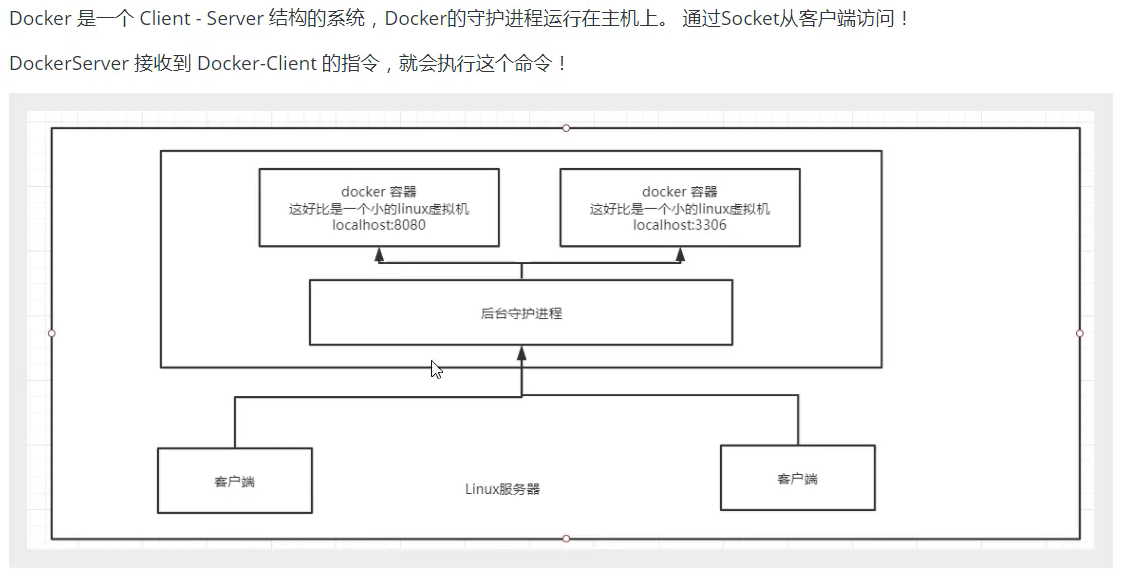 Docker 是一个 Client - Server 结构的系统，Docker的守护进程运行在主机上。 通过Socket从客户端访问！
DockerServer 接收到 Docker-Client 的指令，就会执行这个命令！
docker 容器
这好比是一个小的linux虚拟机
localhost:8080
docker 容器
这好比是一个小的linux虚拟机
localhost:3306
后台守护进程
客户端
Linux服务器
客户端